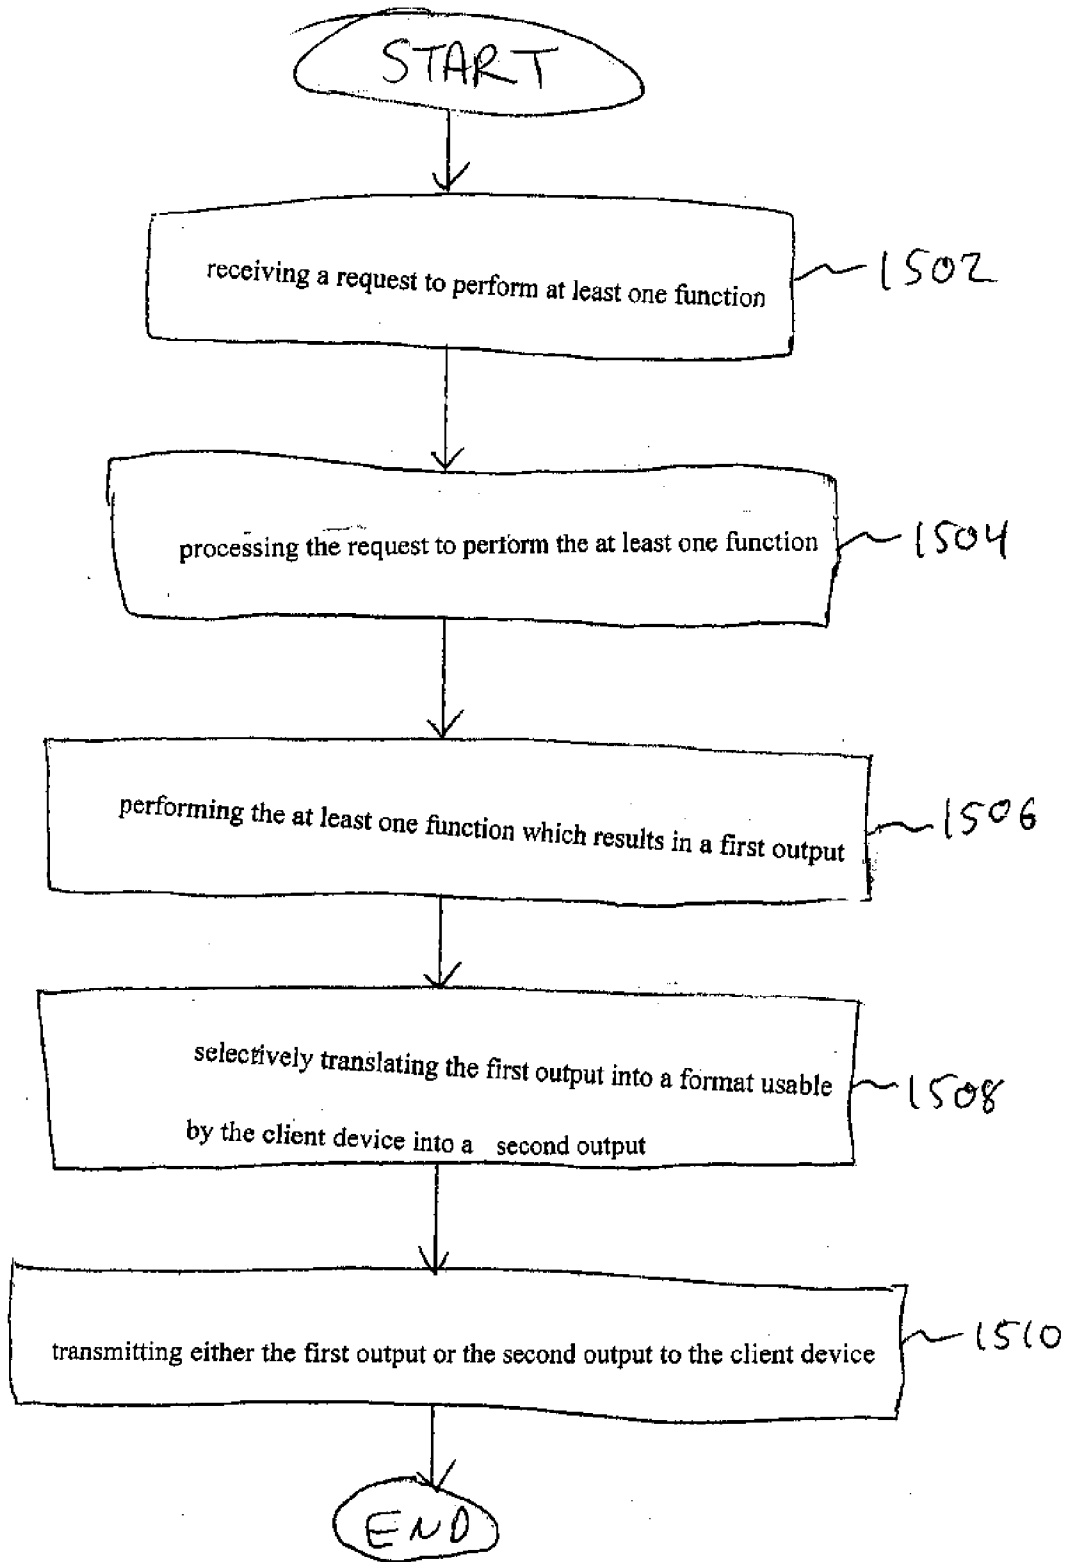 START
receiving a request to perform at least one function
1502
processing the request to perform the at least one function
1504
performing the at least one function which results in a first output
1506
selectively translating the first output into a format usable
by the client device into a second output
1508
transmitting either the first output or the second output to the client device
1510
END